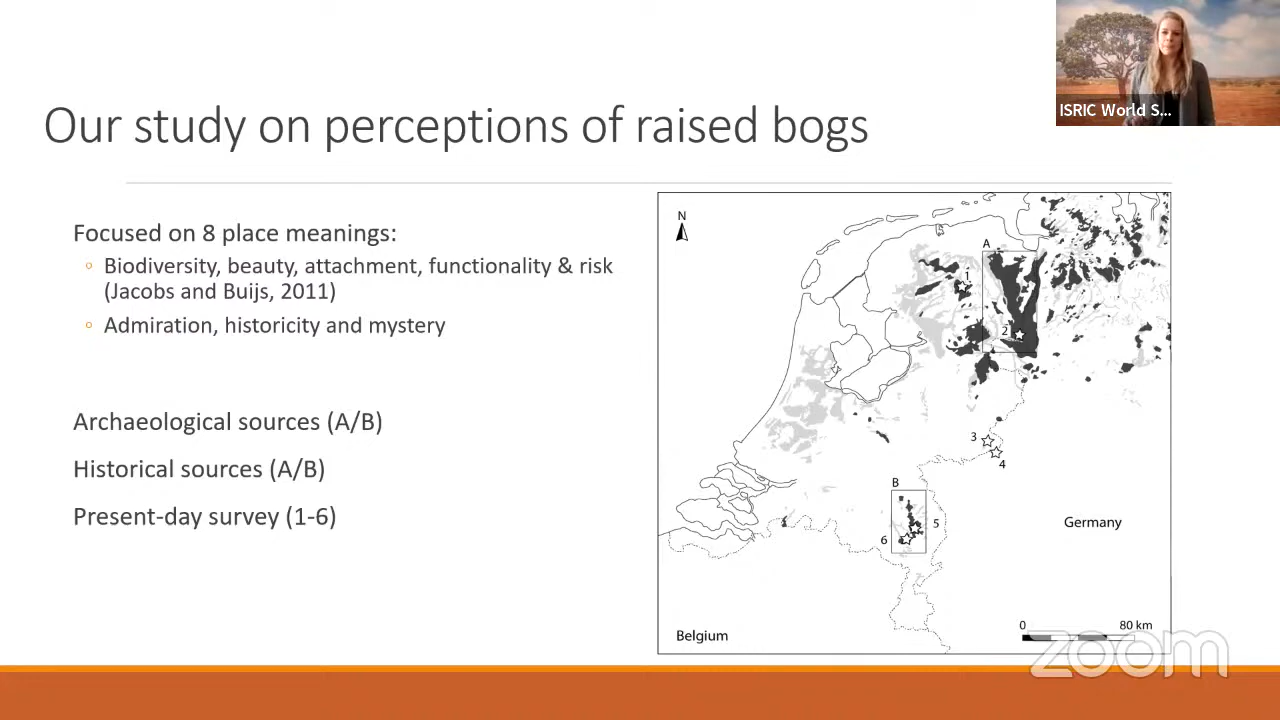 ISRIC World S...
Our study on perceptions of raised bogs
Focused on 8 place meanings:
Biodiversity, beauty, attachment, functionality & risk
(Jacobs and Buijs, 2011)
Admiration, historicity and mystery
Archaeological sources (A/B)
Historical sources (A/B)
Present-day survey (1-6)
N
A
1
2
3
4
B
5
6
Germany
Belgium
0 80 km
zoom